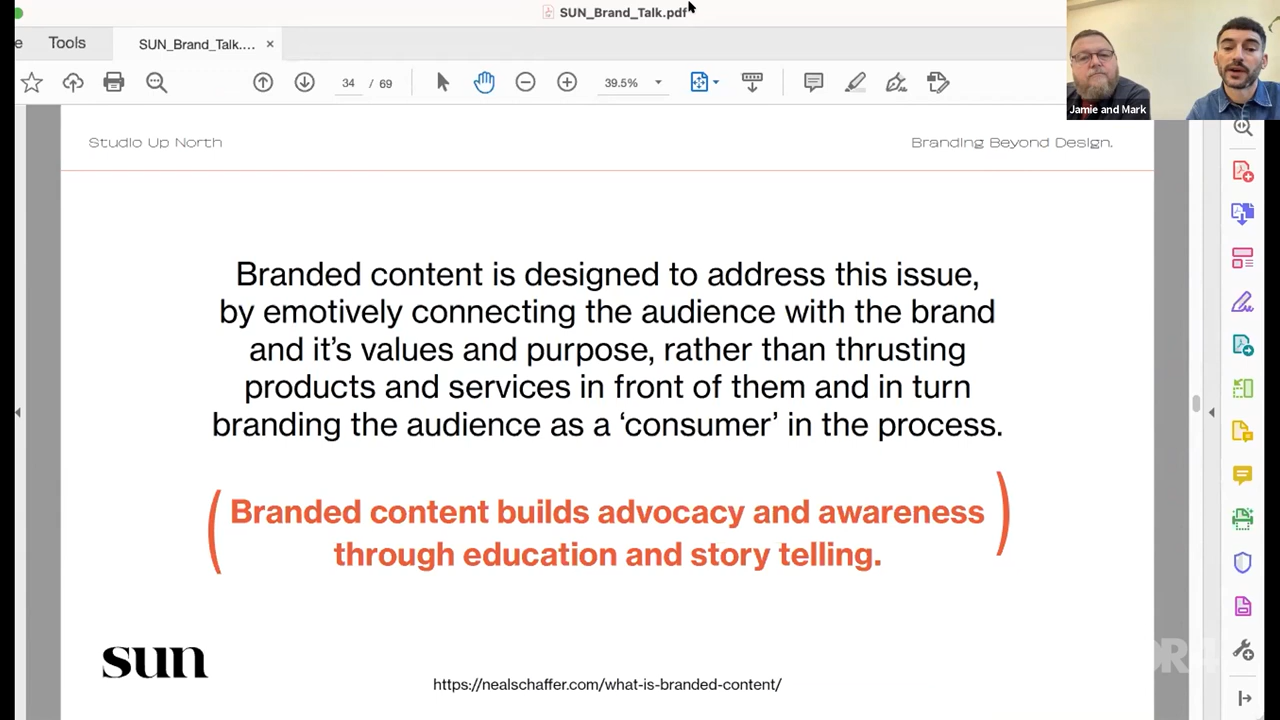 SUN_Brand_Talk.pdf
e
Tools
SUN_Brand_Talk....
34 / 69
39.5%
Jamie and Mark
Studio Up North
Branding Beyond Design.
Branded content is designed to address this issue,
by emotively connecting the audience with the brand
and it's values and purpose, rather than thrusting
products and services in front of them and in turn
branding the audience as a ‘consumer’ in the process.
(Branded content builds advocacy and awareness
through education and story telling.)
sun
https://nealschaffer.com/what-is-branded-content/